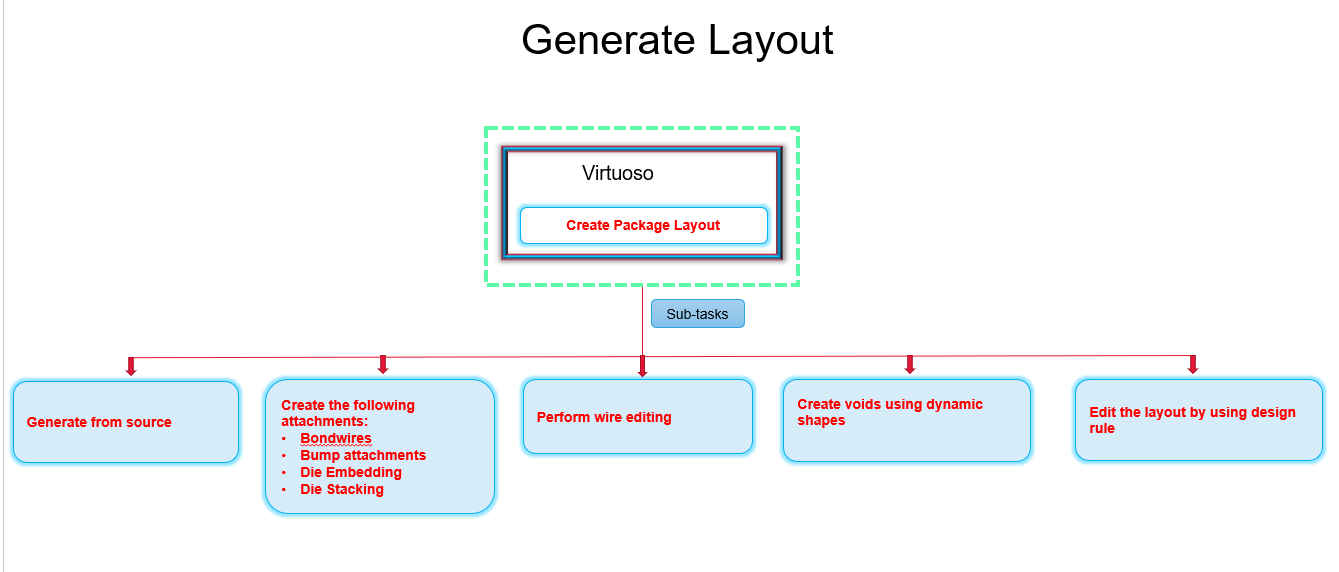 Generate Layout
Virtuoso
Create Package Layout
Sub-tasks
Generate from source
Create the following
attachments:
• Bondwires
• Bump attachments
• Die Embedding
• Die Stacking
Perform wire editing
Create voids using dynamic
shapes
Edit the layout by using design
rule